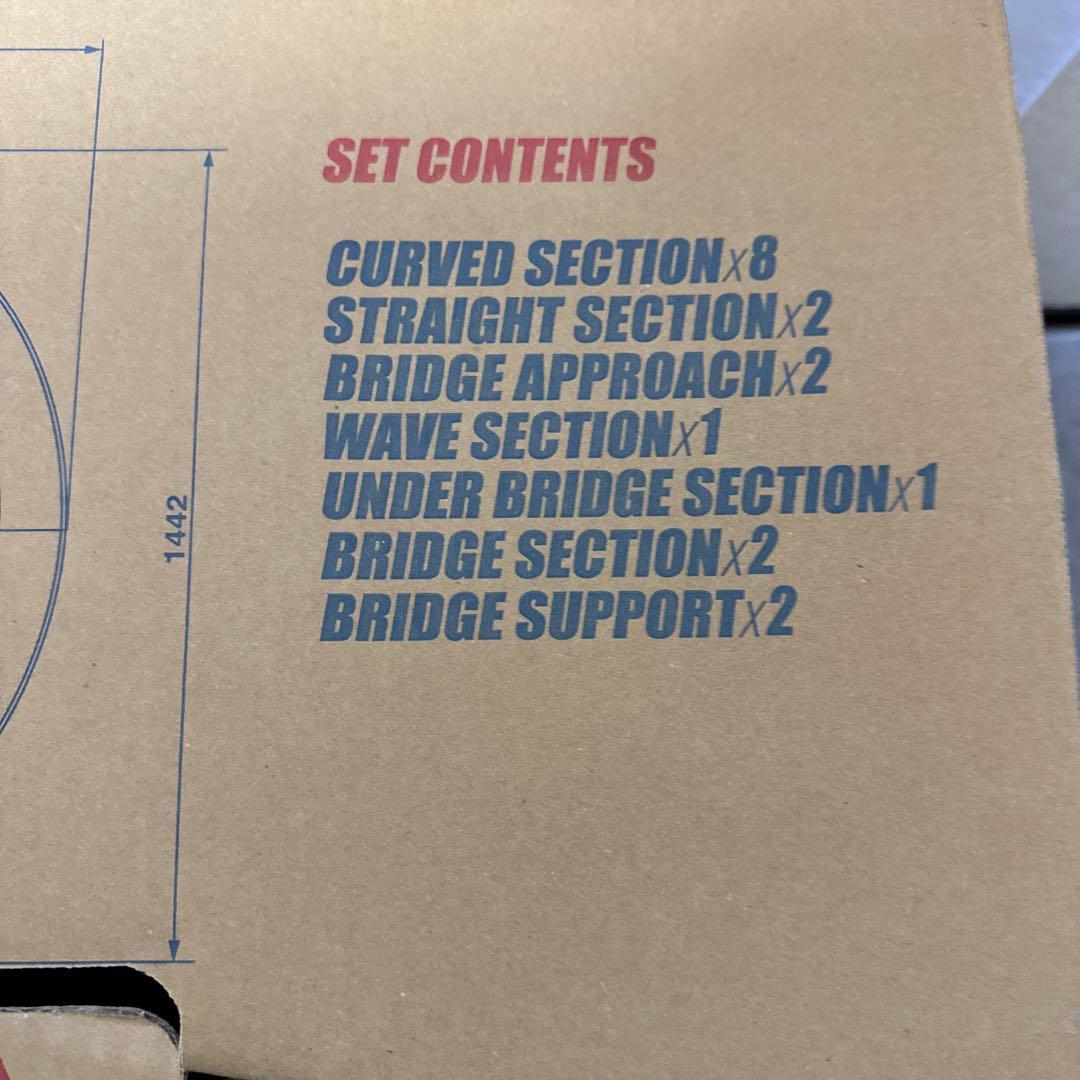 SET CONTENTS
CURVED SECTIONx8
STRAIGHT SECTIONx2
BRIDGE APPROACHx2
WAVE SECTIONx1
UNDER BRIDGE SECTIONx1
BRIDGE SECTIONx2
BRIDGE SUPPORTx2
1442